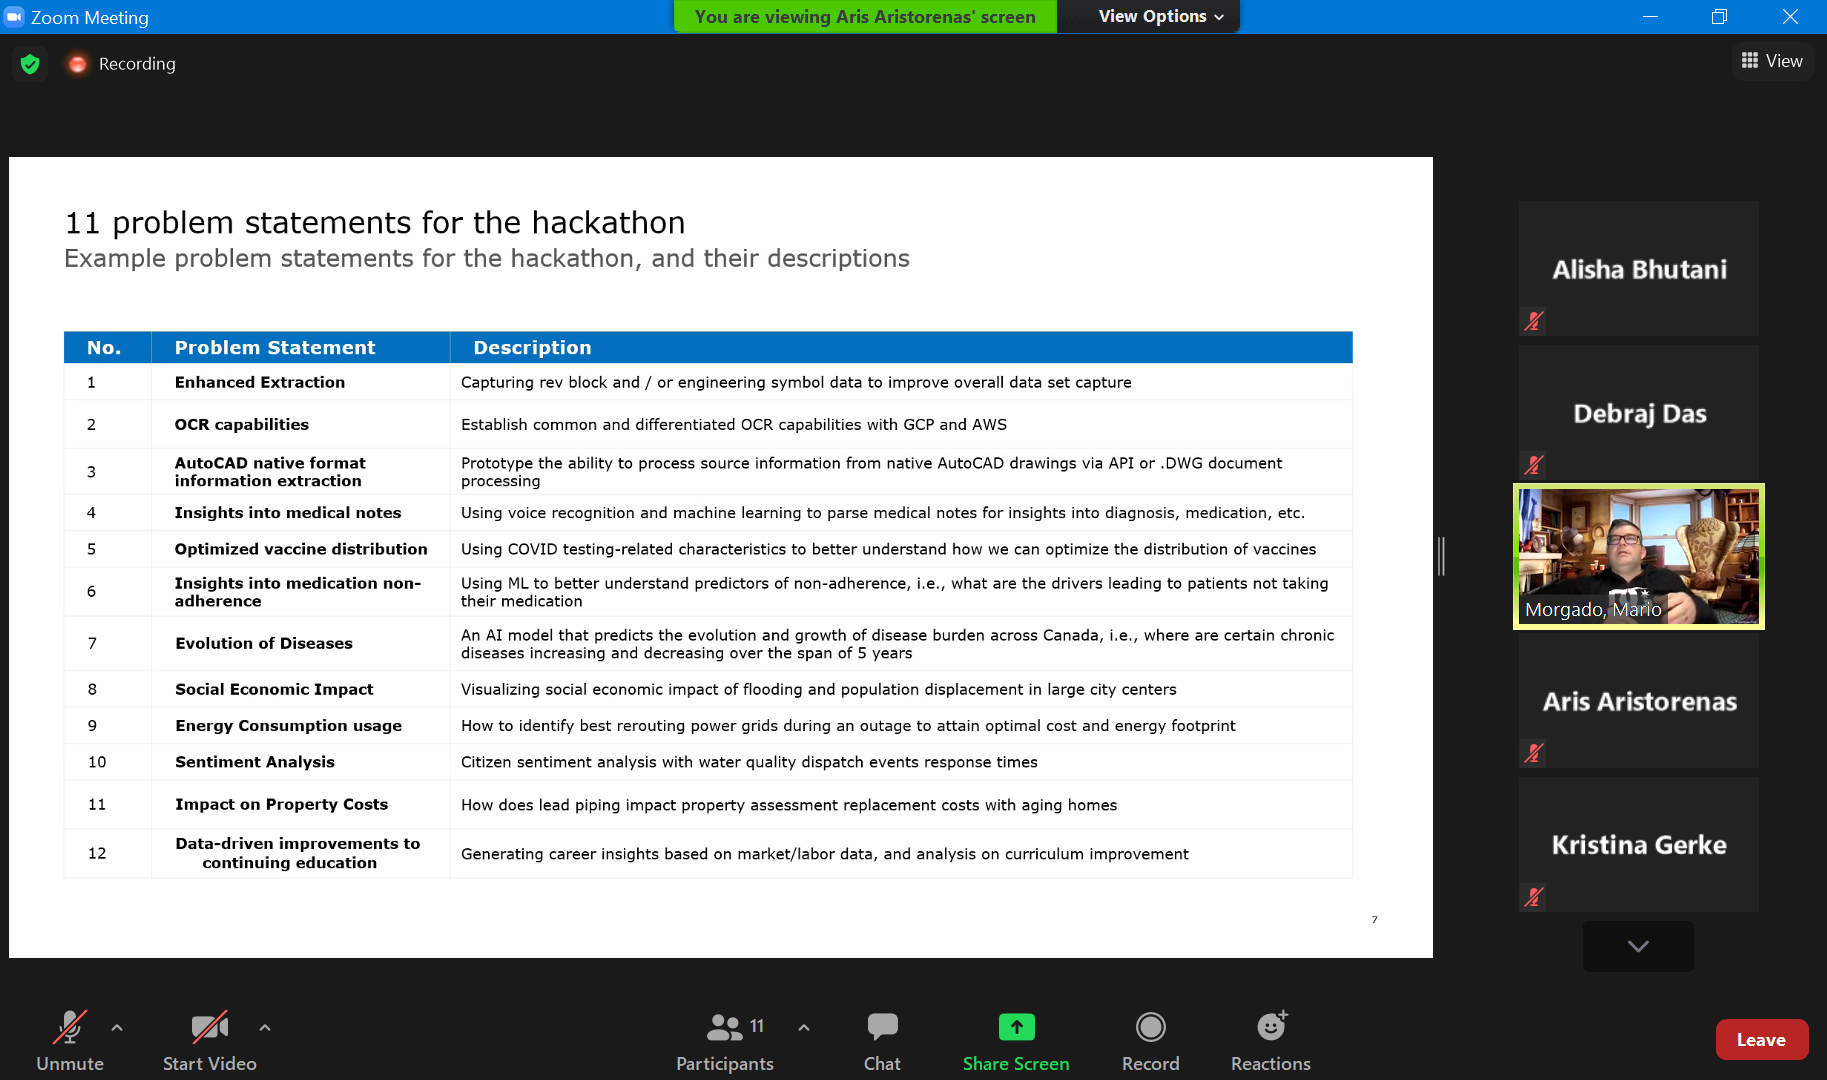 Zoom Meeting
You are viewing Aris Aristorenas' screen
View Options
Recording
View
11 problem statements for the hackathon
Example problem statements for the hackathon, and their descriptions
No. Problem Statement Description
1 Enhanced Extraction Capturing rev block and / or engineering symbol data to improve overall data set capture
2 OCR capabilities Establish common and differentiated OCR capabilities with GCP and AWS
3 AutoCAD native format
information extraction
Prototype the ability to process source information from native AutoCAD drawings via API or .DWG document
processing
4 Insights into medical notes Using voice recognition and machine learning to parse medical notes for insights into diagnosis, medication, etc.
5 Optimized vaccine distribution Using COVID testing-related characteristics to better understand how we can optimize the distribution of vaccines
6 Insights into medication non-
adherence
Using ML to better understand predictors of non-adherence, i.e., what are the drivers leading to patients not taking
their medication
7 Evolution of Diseases An AI model that predicts the evolution and growth of disease burden across Canada, i.e., where are certain chronic
diseases increasing and decreasing over the span of 5 years
8 Social Economic Impact Visualizing social economic impact of flooding and population displacement in large city centers
9 Energy Consumption usage How to identify best rerouting power grids during an outage to attain optimal cost and energy footprint
10 Sentiment Analysis Citizen sentiment analysis with water quality dispatch events response times
11 Impact on Property Costs How does lead piping impact property assessment replacement costs with aging homes
12 Data-driven improvements to
continuing education
Generating career insights based on market/labor data, and analysis on curriculum improvement
7
Alisha Bhutani
Debraj Das
Morgado, Mario
Aris Aristorenas
Kristina Gerke
Unmute
Start Video
11
Participants
Chat
Share Screen
Record
Reactions
Leave